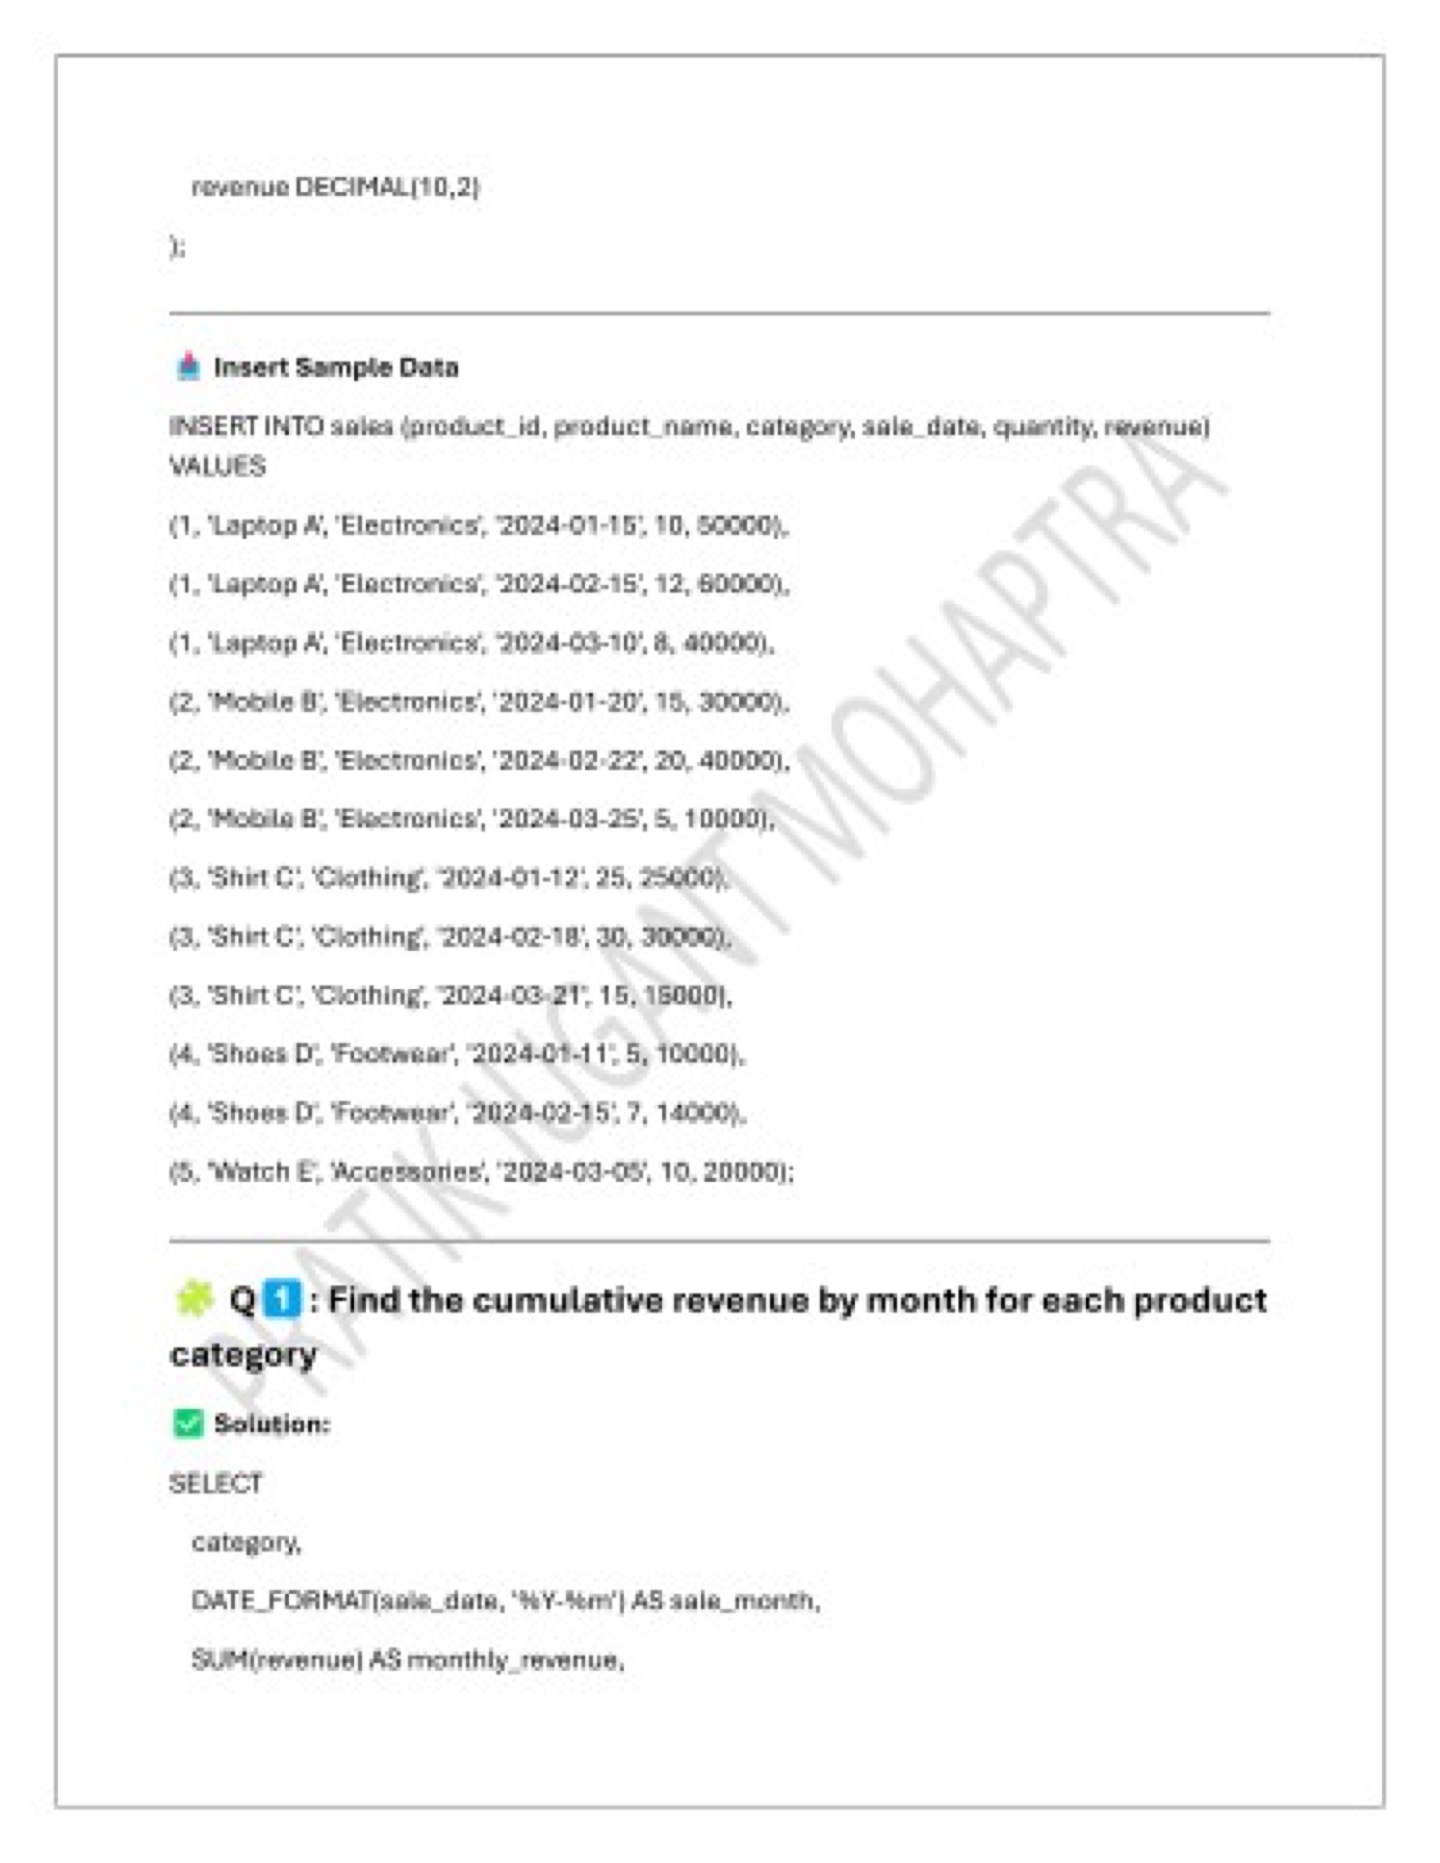 revenue DECIMAL(10,2)
);
📥 Insert Sample Data
INSERT INTO sales (product_id, product_name, category, sale_date, quantity, revenue)
VALUES
(1, 'Laptop A', 'Electronics', '2024-01-15', 10, 50000),
(1, 'Laptop A', 'Electronics', '2024-02-15', 12, 60000),
(1, 'Laptop A', 'Electronics', '2024-03-10', 8, 40000),
(2, 'Mobile B', 'Electronics', '2024-01-20', 15, 30000),
(2, 'Mobile B', 'Electronics', '2024-02-22', 20, 40000),
(2, 'Mobile B', 'Electronics', '2024-03-25', 5, 10000),
(3, 'Shirt C', 'Clothing', '2024-01-12', 25, 25000),
(3, 'Shirt C', 'Clothing', '2024-02-18', 30, 30000),
(3, 'Shirt C', 'Clothing', '2024-03-21', 15, 15000),
(4, 'Shoes D', 'Footwear', '2024-01-11', 5, 10000),
(4, 'Shoes D', 'Footwear', '2024-02-15', 7, 14000),
(5, 'Watch E', 'Accessories', '2024-03-05', 10, 20000);
🧩 Q1️⃣: Find the cumulative revenue by month for each product
category
✅ Solution:
SELECT
category,
DATE_FORMAT(sale_date, '%Y-%m') AS sale_month,
SUM(revenue) AS monthly_revenue,
PRATIK JUGANT MOHAPTRA